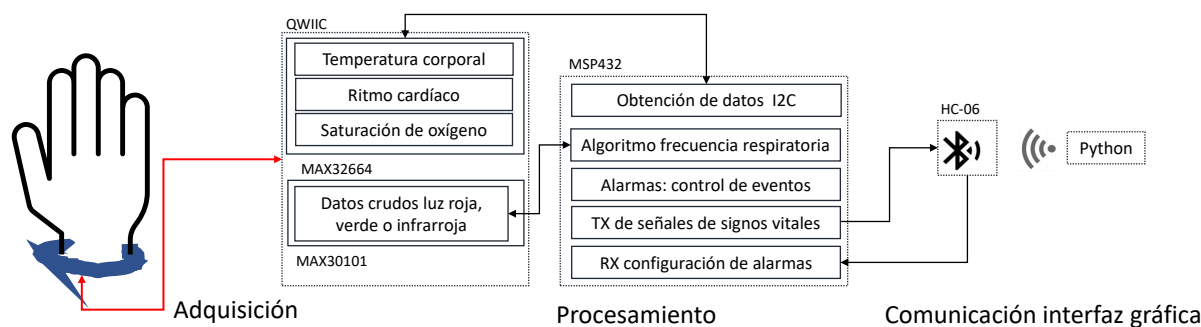 QWIIC
Temperatura corporal
Ritmo cardíaco
Saturación de oxígeno
MAX32664
Datos crudos luz roja,
verde o infrarroja
MAX30101
MSP432
Obtención de datos I2C
Algoritmo frecuencia respiratoria
Alarmas: control de eventos
TX de señales de signos vitales
RX configuración de alarmas
HC-06
Python
Adquisición
Procesamiento
Comunicación interfaz gráfica